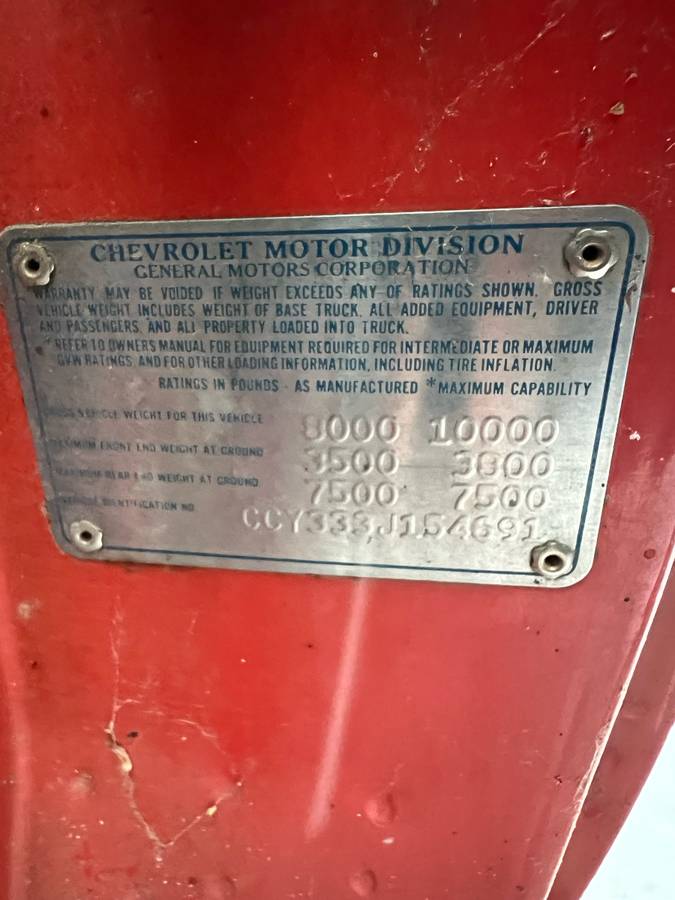 CHEVROLET MOTOR DIVISION
GENERAL MOTORS CORPORATION
WARRANTY MAY BE VOIDED IF WEIGHT EXCEEDS ANY OF RATINGS SHOWN. GROSS
VEHICLE WEIGHT INCLUDES WEIGHT OF BASE TRUCK, ALL ADDED EQUIPMENT, DRIVER
AND PASSENGERS, AND ALL PROPERTY LOADED INTO TRUCK.
*REFER TO OWNERS MANUAL FOR EQUIPMENT REQUIRED FOR INTERMEDIATE OR MAXIMUM
GVW RATINGS, AND FOR OTHER LOADING INFORMATION, INCLUDING TIRE INFLATION.
RATINGS IN POUNDS - AS MANUFACTURED *MAXIMUM CAPABILITY
GROSS VEHICLE WEIGHT FOR THIS VEHICLE 8000 10000
MAXIMUM FRONT END WEIGHT AT GROUND 3500 3800
MAXIMUM REAR END WEIGHT AT GROUND 7500 7500
VEHICLE IDENTIFICATION NO. CCY333J154691